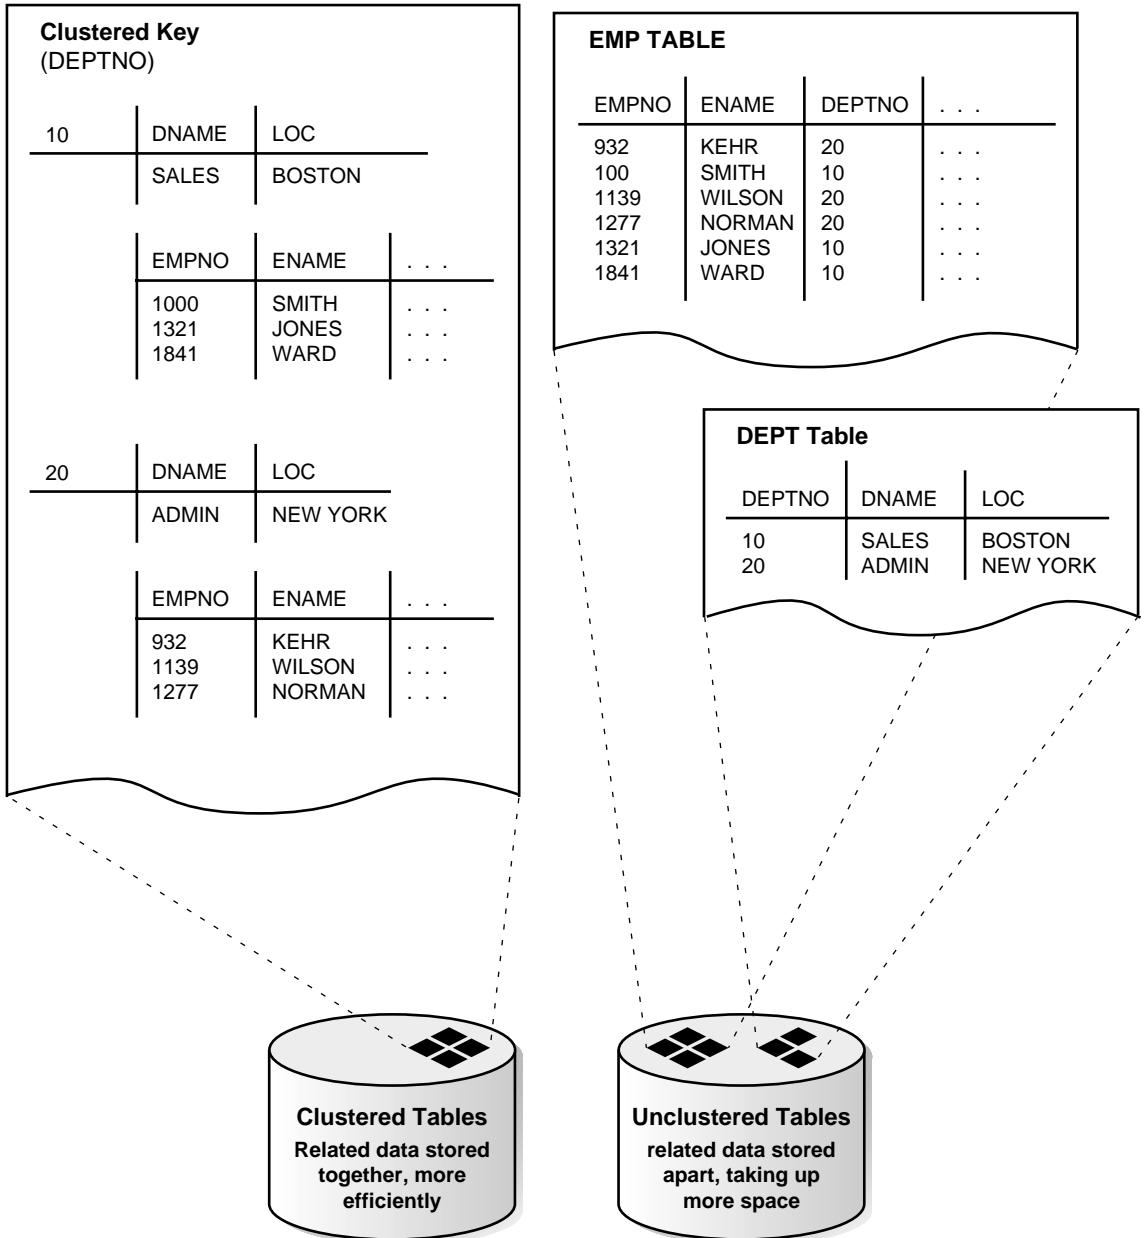 Clustered Key
(DEPTNO)
10 DNAME LOC
SALES BOSTON
EMPNO ENAME . . .
1000 SMITH . . .
1321 JONES . . .
1841 WARD . . .
20 DNAME LOC
ADMIN NEW YORK
EMPNO ENAME . . .
932 KEHR . . .
1139 WILSON . . .
1277 NORMAN . . .
EMP TABLE
EMPNO ENAME DEPTNO . . .
932 KEHR 20 . . .
100 SMITH 10 . . .
1139 WILSON 20 . . .
1277 NORMAN 20 . . .
1321 JONES 10 . . .
1841 WARD 10 . . .
DEPT Table
DEPTNO DNAME LOC
10 SALES BOSTON
20 ADMIN NEW YORK
Clustered Tables
Related data stored
together, more
efficiently
Unclustered Tables
related data stored
apart, taking up
more space